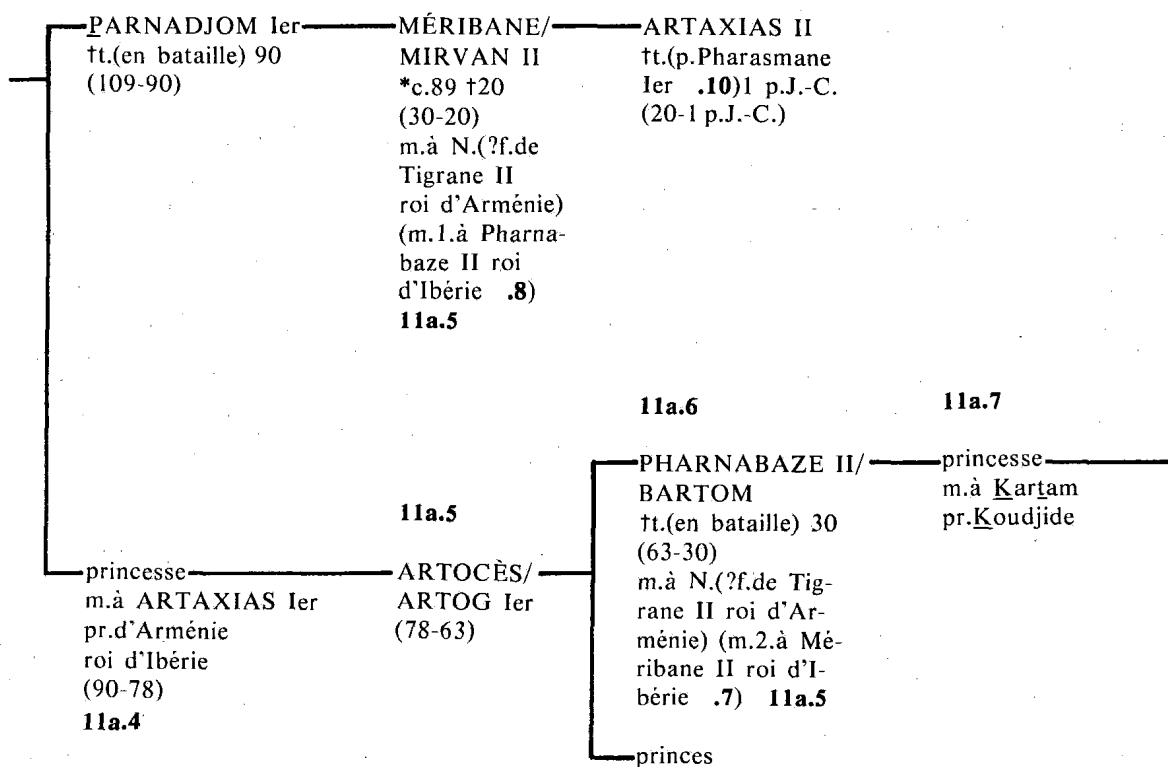 PARNADJOM Ier
†t.(en bataille) 90
(109-90)
MÉRIBANE/
MIRVAN II
*c.89 †20
(30-20)
m.à N.(?f.de
Tigrane II
roi d'Arménie)
(m.1.à Pharna-
baze II roi
d'Ibérie .8)
11a.5
ARTAXIAS II
†t.(p.Pharasmane
Ier .10)1 p.J.-C.
(20-1 p.J.-C.)
princesse
m.à ARTAXIAS Ier
pr.d'Arménie
roi d'Ibérie
(90-78)
11a.4
11a.5
ARTOCÈS/
ARTOG Ier
(78-63)
11a.6
PHARNABAZE II/
BARTOM
†t.(en bataille) 30
(63-30)
m.à N.(?f.de Tig-
rane II roi d'Ar-
ménie) (m.2.à Mé-
ribane II roi d'I-
bérie .7) 11a.5
princes
11a.7
princesse
m.à Kartam
pr.Koudjide